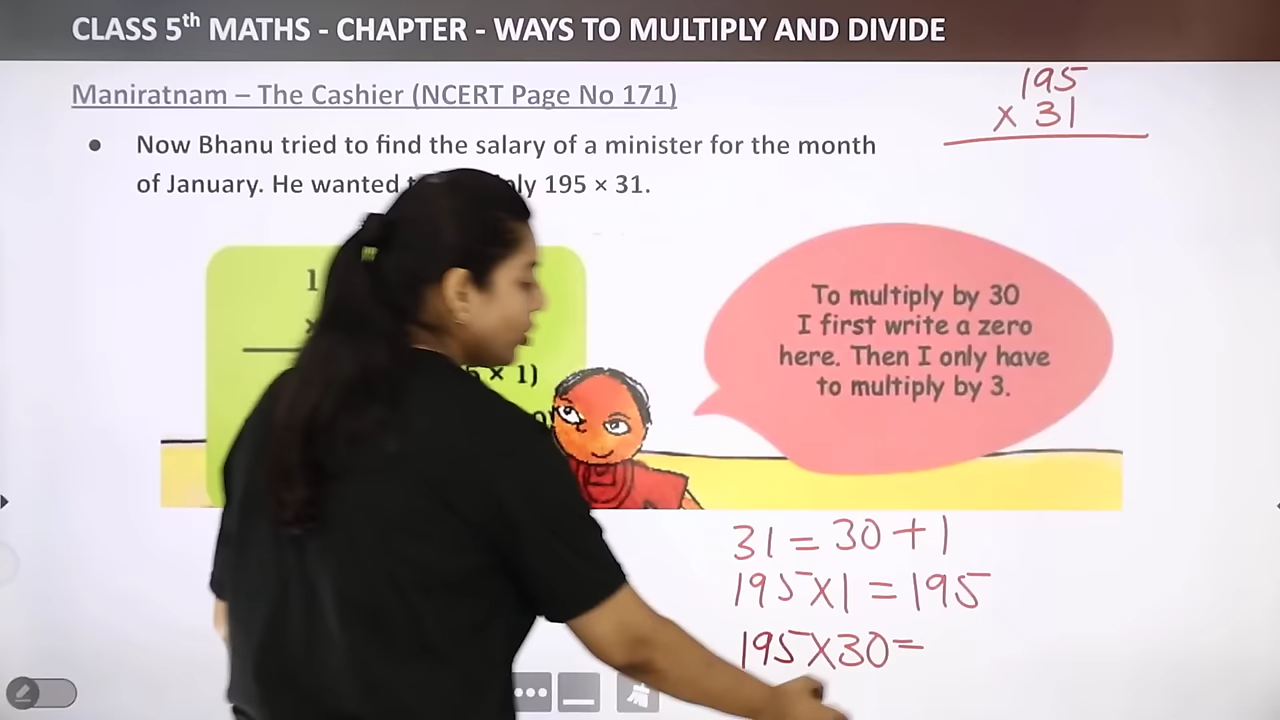 CLASS 5th MATHS - CHAPTER - WAYS TO MULTIPLY AND DIVIDE
Maniratnam – The Cashier (NCERT Page No 171)
195
× 31
• Now Bhanu tried to find the salary of a minister for the month
of January. He wanted ly 195 × 31.
1
× 1)
To multiply by 30
I first write a zero
here. Then I only have
to multiply by 3.
31 = 30 + 1
195 × 1 = 195
195 × 30 =